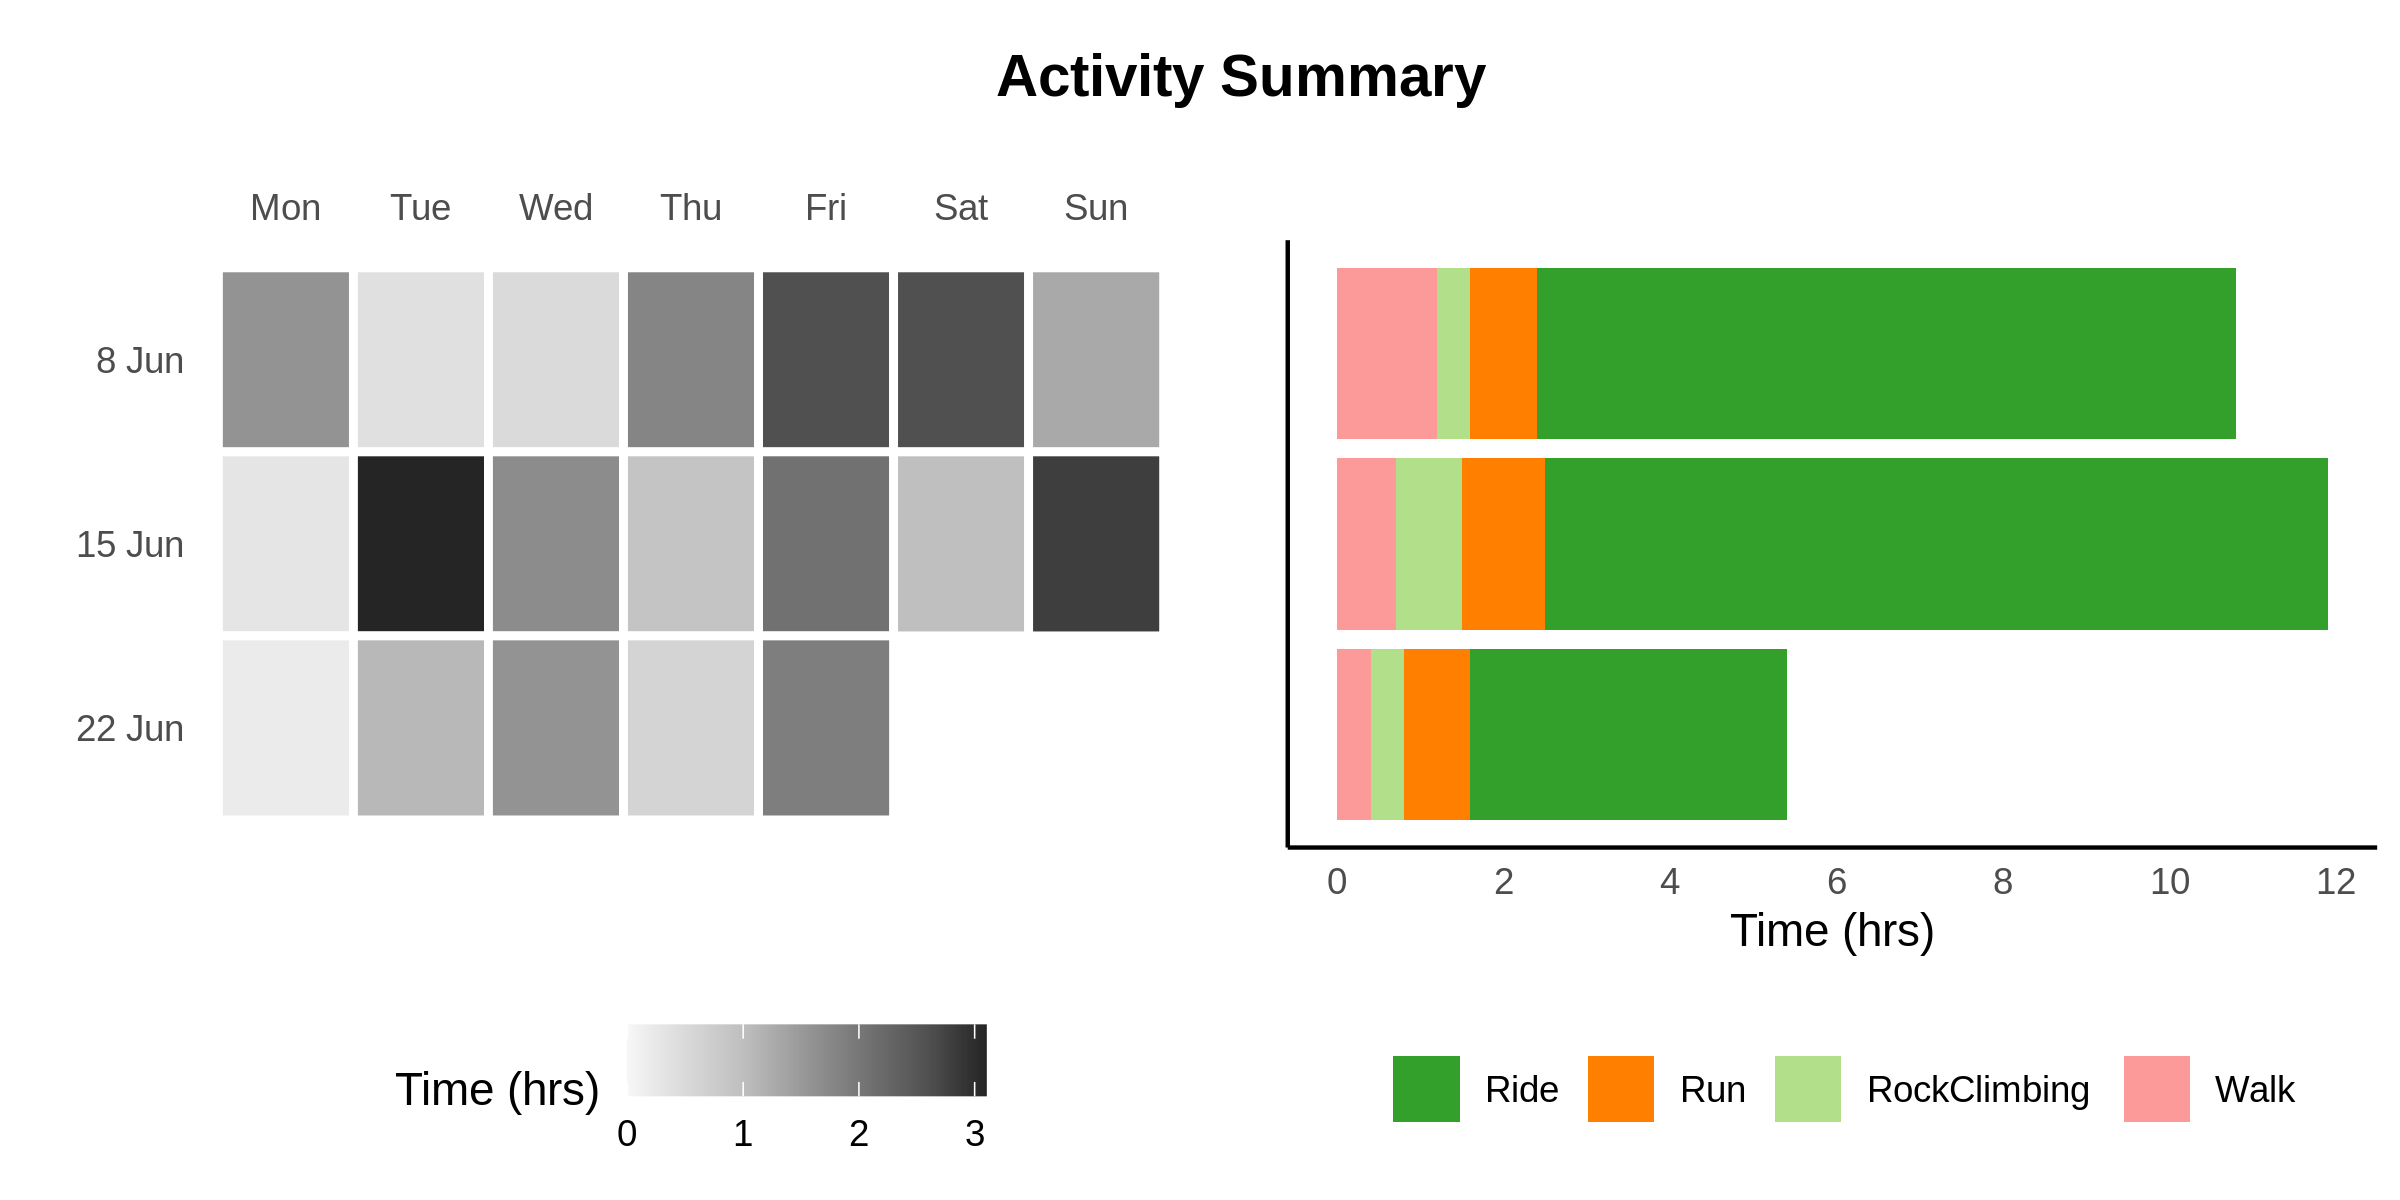 Activity Summary
Mon Tue Wed Thu Fri Sat Sun
8 Jun
15 Jun
22 Jun
0 2 4 6 8 10 12
Time (hrs)
Time (hrs)
0 1 2 3
Ride Run RockClimbing Walk